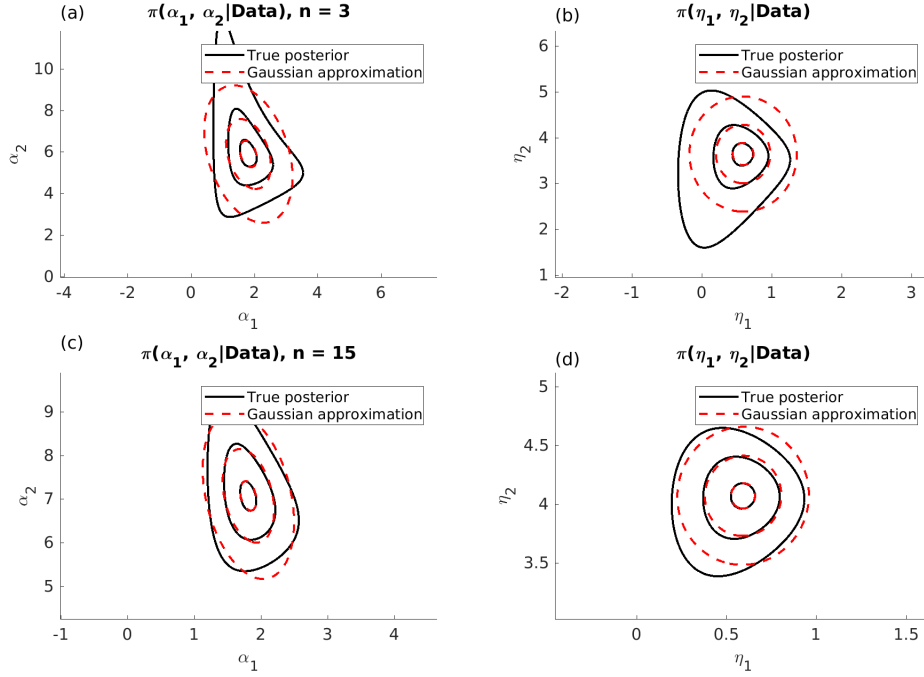 (a)
π(α1, α2|Data), n = 3
True posterior
Gaussian approximation
10
8
6
4
2
0
α2
-4
-2
0
2
4
6
α1
(b)
π(η1, η2|Data)
True posterior
Gaussian approximation
6
5
4
3
2
1
η2
-2
-1
0
1
2
3
η1
(c)
π(α1, α2|Data), n = 15
True posterior
Gaussian approximation
9
8
7
6
5
α2
-1
0
1
2
3
4
α1
(d)
π(η1, η2|Data)
True posterior
Gaussian approximation
5
4.5
4
3.5
η2
0
0.5
1
1.5
η1